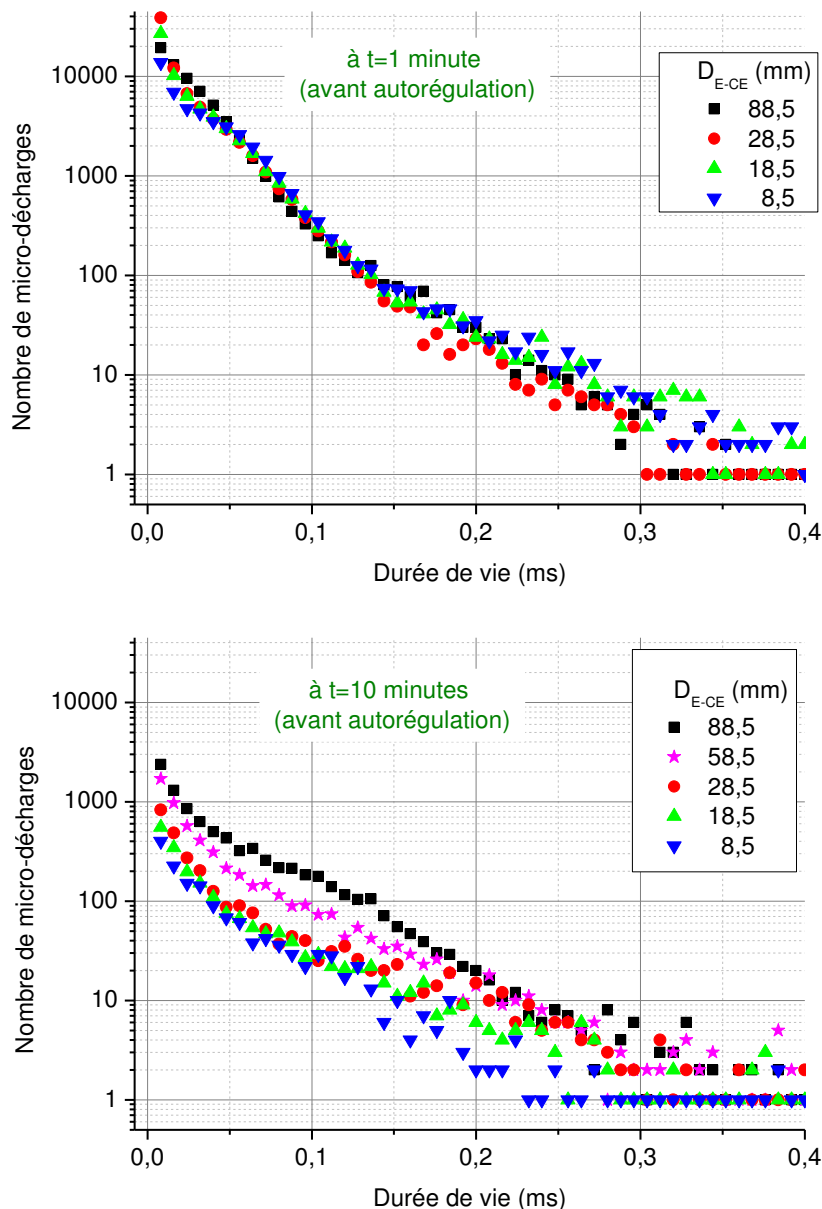 à t=1 minute
(avant autorégulation)
D_E-CE (mm)
88,5
28,5
18,5
8,5
Nombre de micro-décharges
10000
1000
100
10
1
0,0 0,1 0,2 0,3 0,4
Durée de vie (ms)
à t=10 minutes
(avant autorégulation)
D_E-CE (mm)
88,5
58,5
28,5
18,5
8,5
Nombre de micro-décharges
10000
1000
100
10
1
0,0 0,1 0,2 0,3 0,4
Durée de vie (ms)